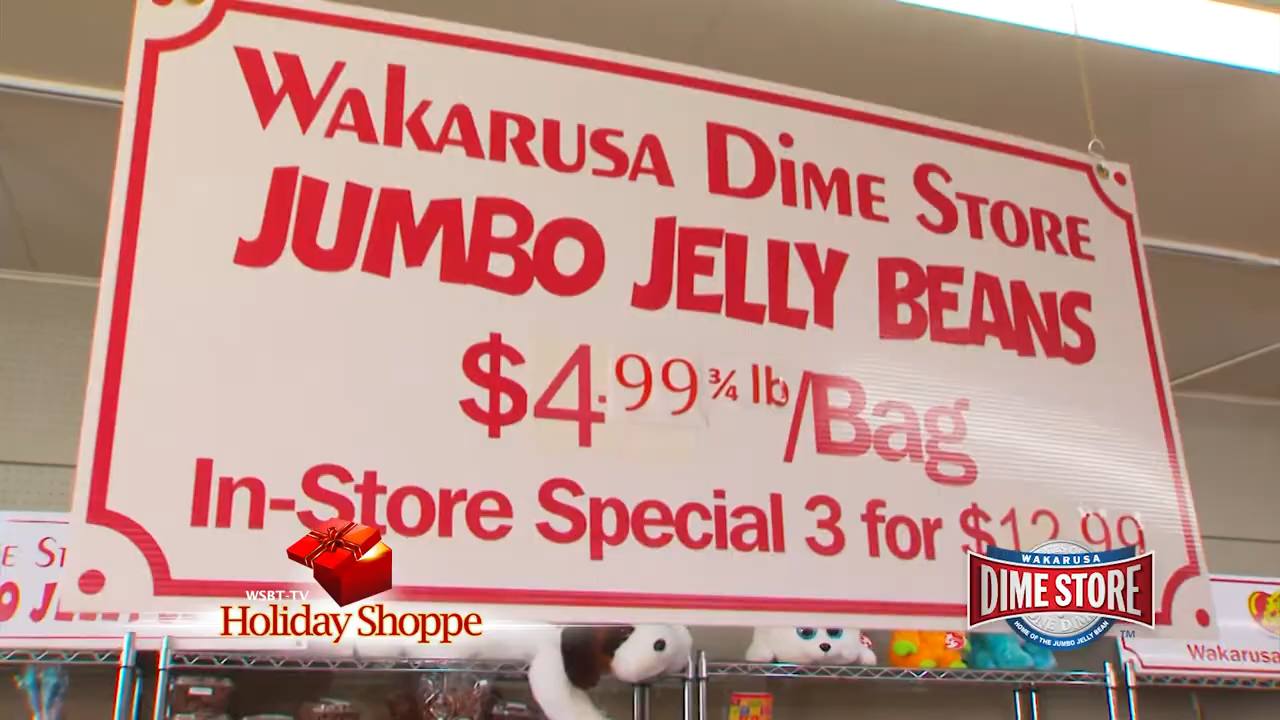 WAKARUSA DIME STORE
JUMBO JELLY BEANS
$4.99 ¾ lb/Bag
In-Store Special 3 for $12.99
WSBT-TV
Holiday Shoppe
WAKARUSA
DIME STORE
HOME OF THE JUMBO JELLY BEAN
TM
Wakarusa